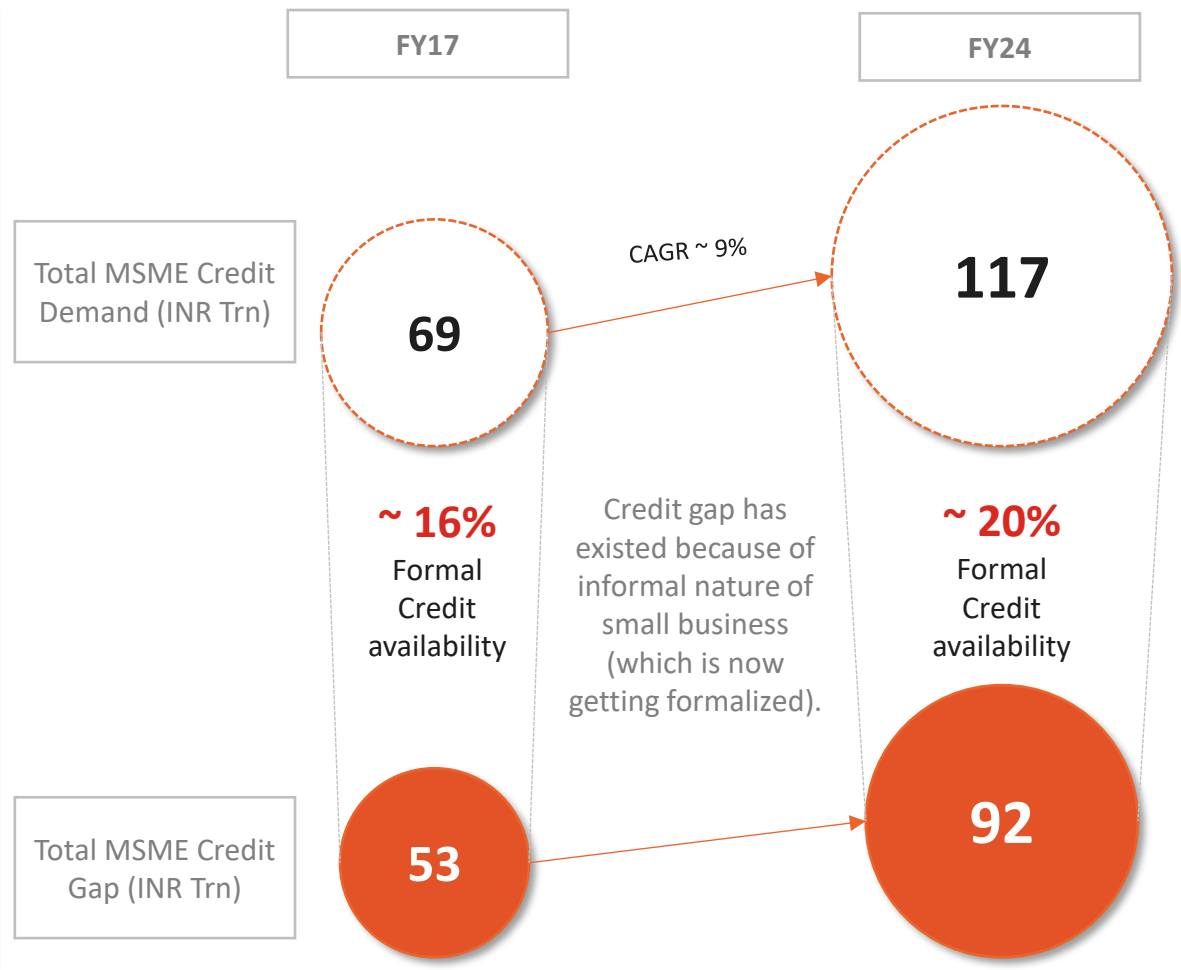 FY17
FY24
Total MSME Credit
Demand (INR Trn)
69
CAGR ~ 9%
117
~ 16%
Formal
Credit
availability
Credit gap has
existed because of
informal nature of
small business
(which is now
getting formalized).
~ 20%
Formal
Credit
availability
Total MSME Credit
Gap (INR Trn)
53
92